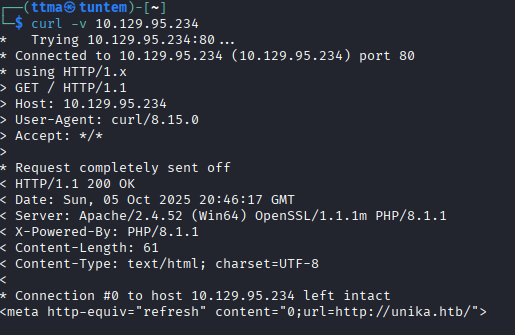 ┌──(ttma㉿tuntem)-[~]
└─$ curl -v 10.129.95.234
*   Trying 10.129.95.234:80...
* Connected to 10.129.95.234 (10.129.95.234) port 80
* using HTTP/1.x
> GET / HTTP/1.1
> Host: 10.129.95.234
> User-Agent: curl/8.15.0
> Accept: */*
>
* Request completely sent off
< HTTP/1.1 200 OK
< Date: Sun, 05 Oct 2025 20:46:17 GMT
< Server: Apache/2.4.52 (Win64) OpenSSL/1.1.1m PHP/8.1.1
< X-Powered-By: PHP/8.1.1
< Content-Length: 61
< Content-Type: text/html; charset=UTF-8
<
* Connection #0 to host 10.129.95.234 left intact
<meta http-equiv="refresh" content="0;url=http://unika.htb/">